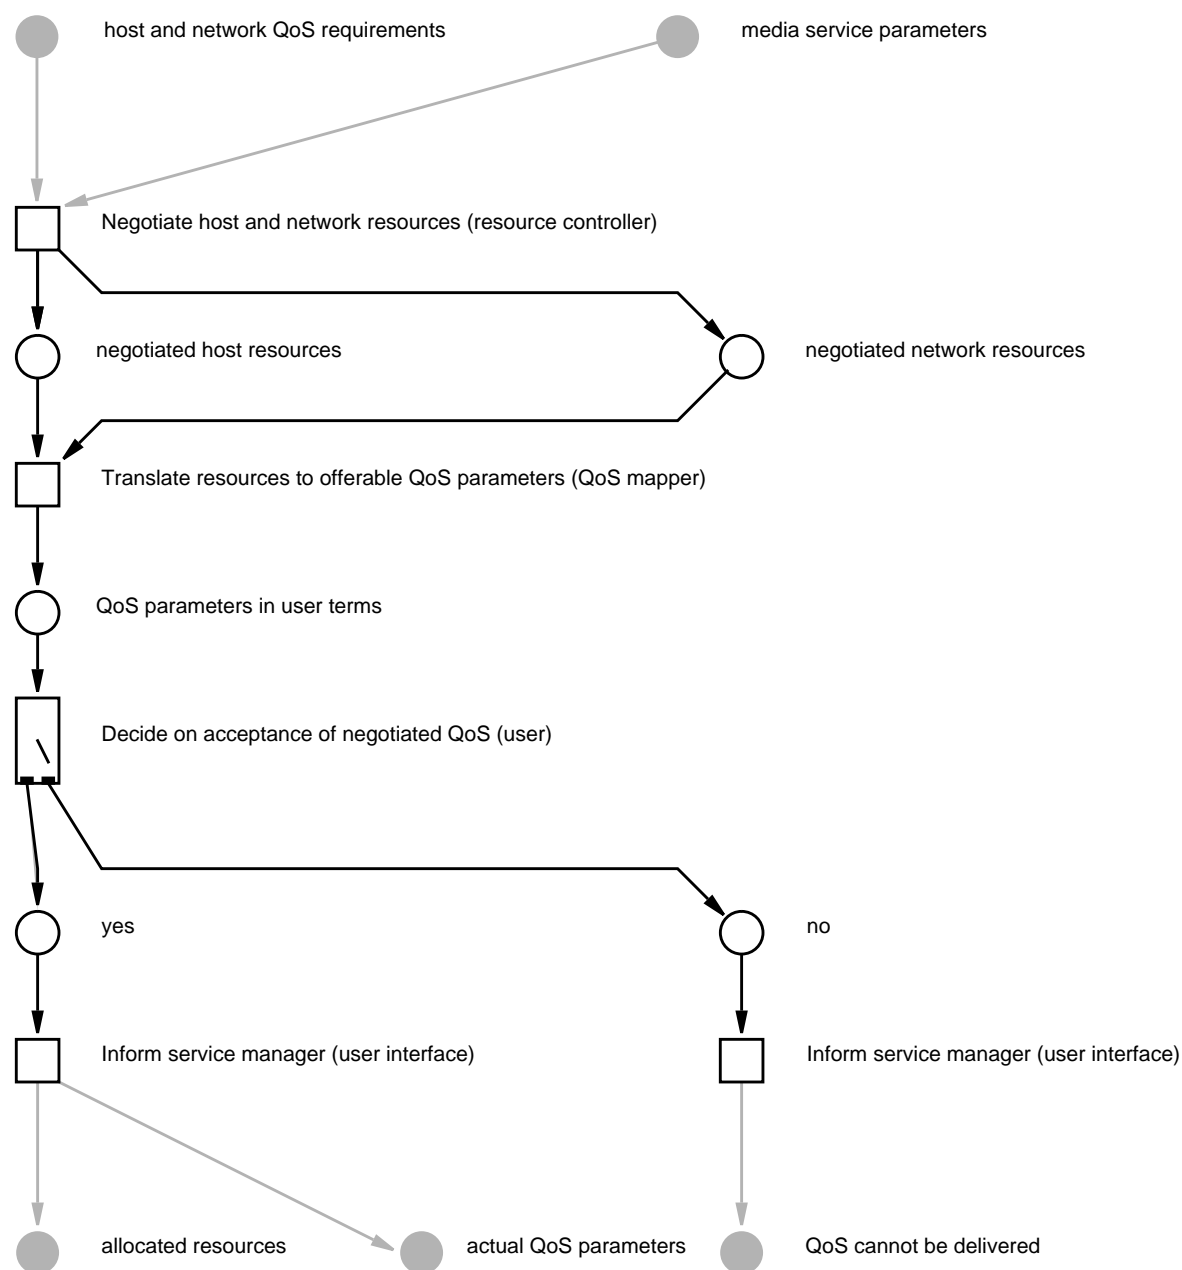 host and network QoS requirements
media service parameters
Negotiate host and network resources (resource controller)
negotiated host resources
negotiated network resources
Translate resources to offerable QoS parameters (QoS mapper)
QoS parameters in user terms
Decide on acceptance of negotiated QoS (user)
yes
no
Inform service manager (user interface)
Inform service manager (user interface)
allocated resources
actual QoS parameters
QoS cannot be delivered